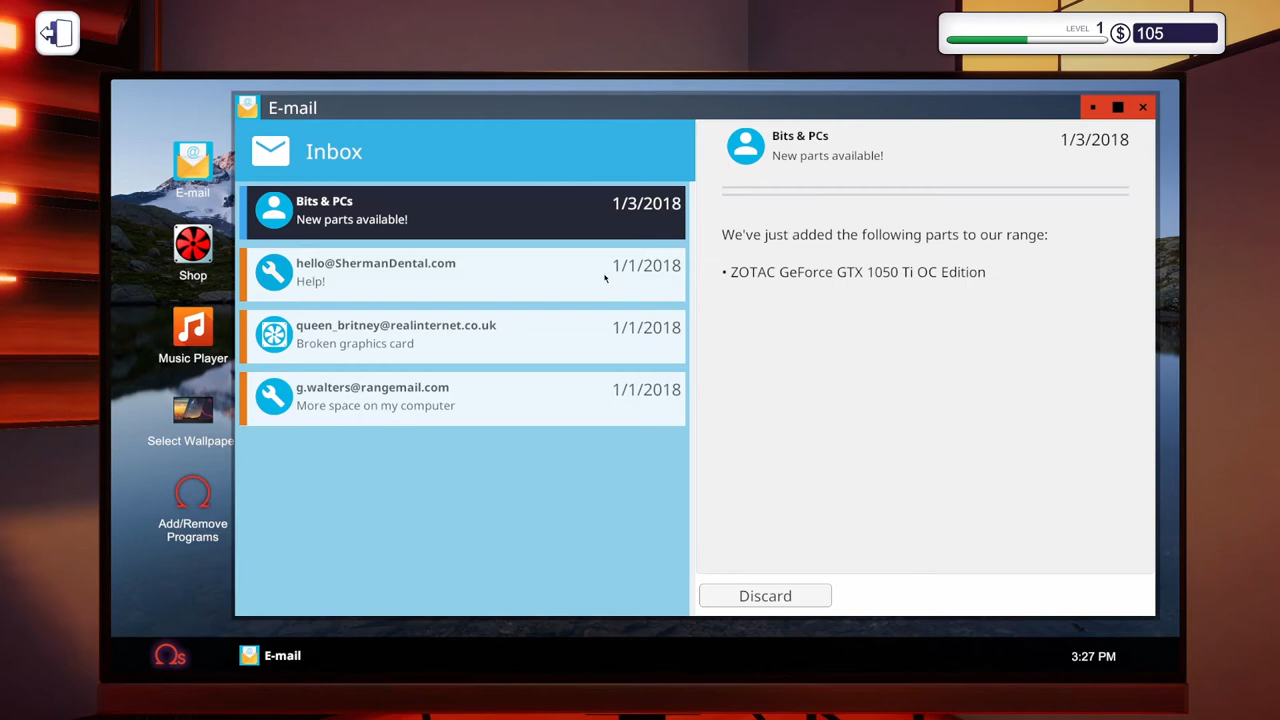 LEVEL 1 $ 105
E-mail
Inbox
Bits & PCs
New parts available!
1/3/2018
hello@ShermanDental.com
Help!
1/1/2018
queen_britney@realinternet.co.uk
Broken graphics card
1/1/2018
g.walters@rangemail.com
More space on my computer
1/1/2018
Bits & PCs
New parts available!
1/3/2018
We've just added the following parts to our range:
• ZOTAC GeForce GTX 1050 Ti OC Edition
Discard
E-mail
Shop
Music Player
Select Wallpape
Add/Remove
Programs
Ωs
E-mail
3:27 PM